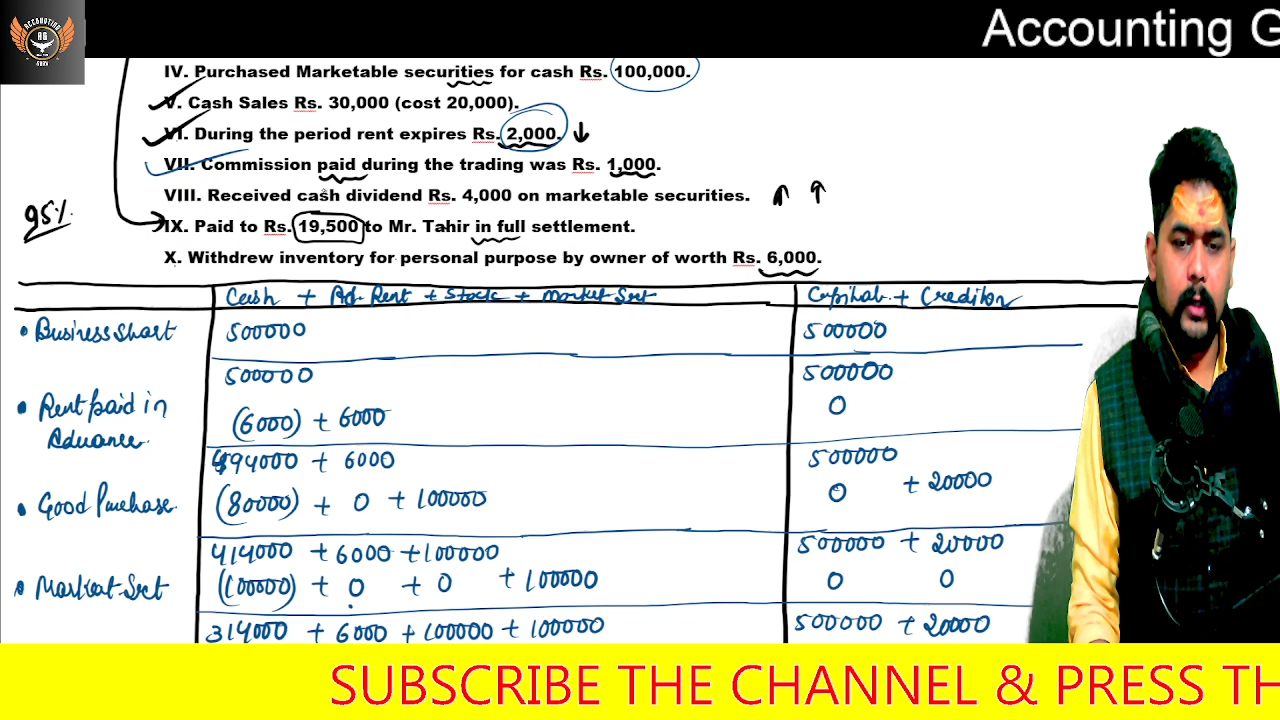 Accounting G
ACCOUNTING
AG
IV. Purchased Marketable securities for cash Rs. 100,000.
V. Cash Sales Rs. 30,000 (cost 20,000).
VI. During the period rent expires Rs. 2,000. ↓
VII. Commission paid during the trading was Rs. 1,000.
VIII. Received cash dividend Rs. 4,000 on marketable securities. ↑ ↑
95%
IX. Paid to Rs. 19,500 to Mr. Tahir in full settlement.
X. Withdrew inventory for personal purpose by owner of worth Rs. 6,000.
Cash + Ad. Rent + Stock + Market Sect Capital + Creditor
• Business Start 500000 500000
500000 500000
• Rent paid in Advance (6000) + 6000 0
494000 + 6000 500000
• Good Purchase (80000) + 0 + 100000 0 + 20000
414000 + 6000 + 100000 500000 + 20000
• Market Sect (100000) + 0 + 0 + 100000 0 0
314000 + 6000 + 100000 + 100000 500000 + 20000
SUBSCRIBE THE CHANNEL & PRESS TH